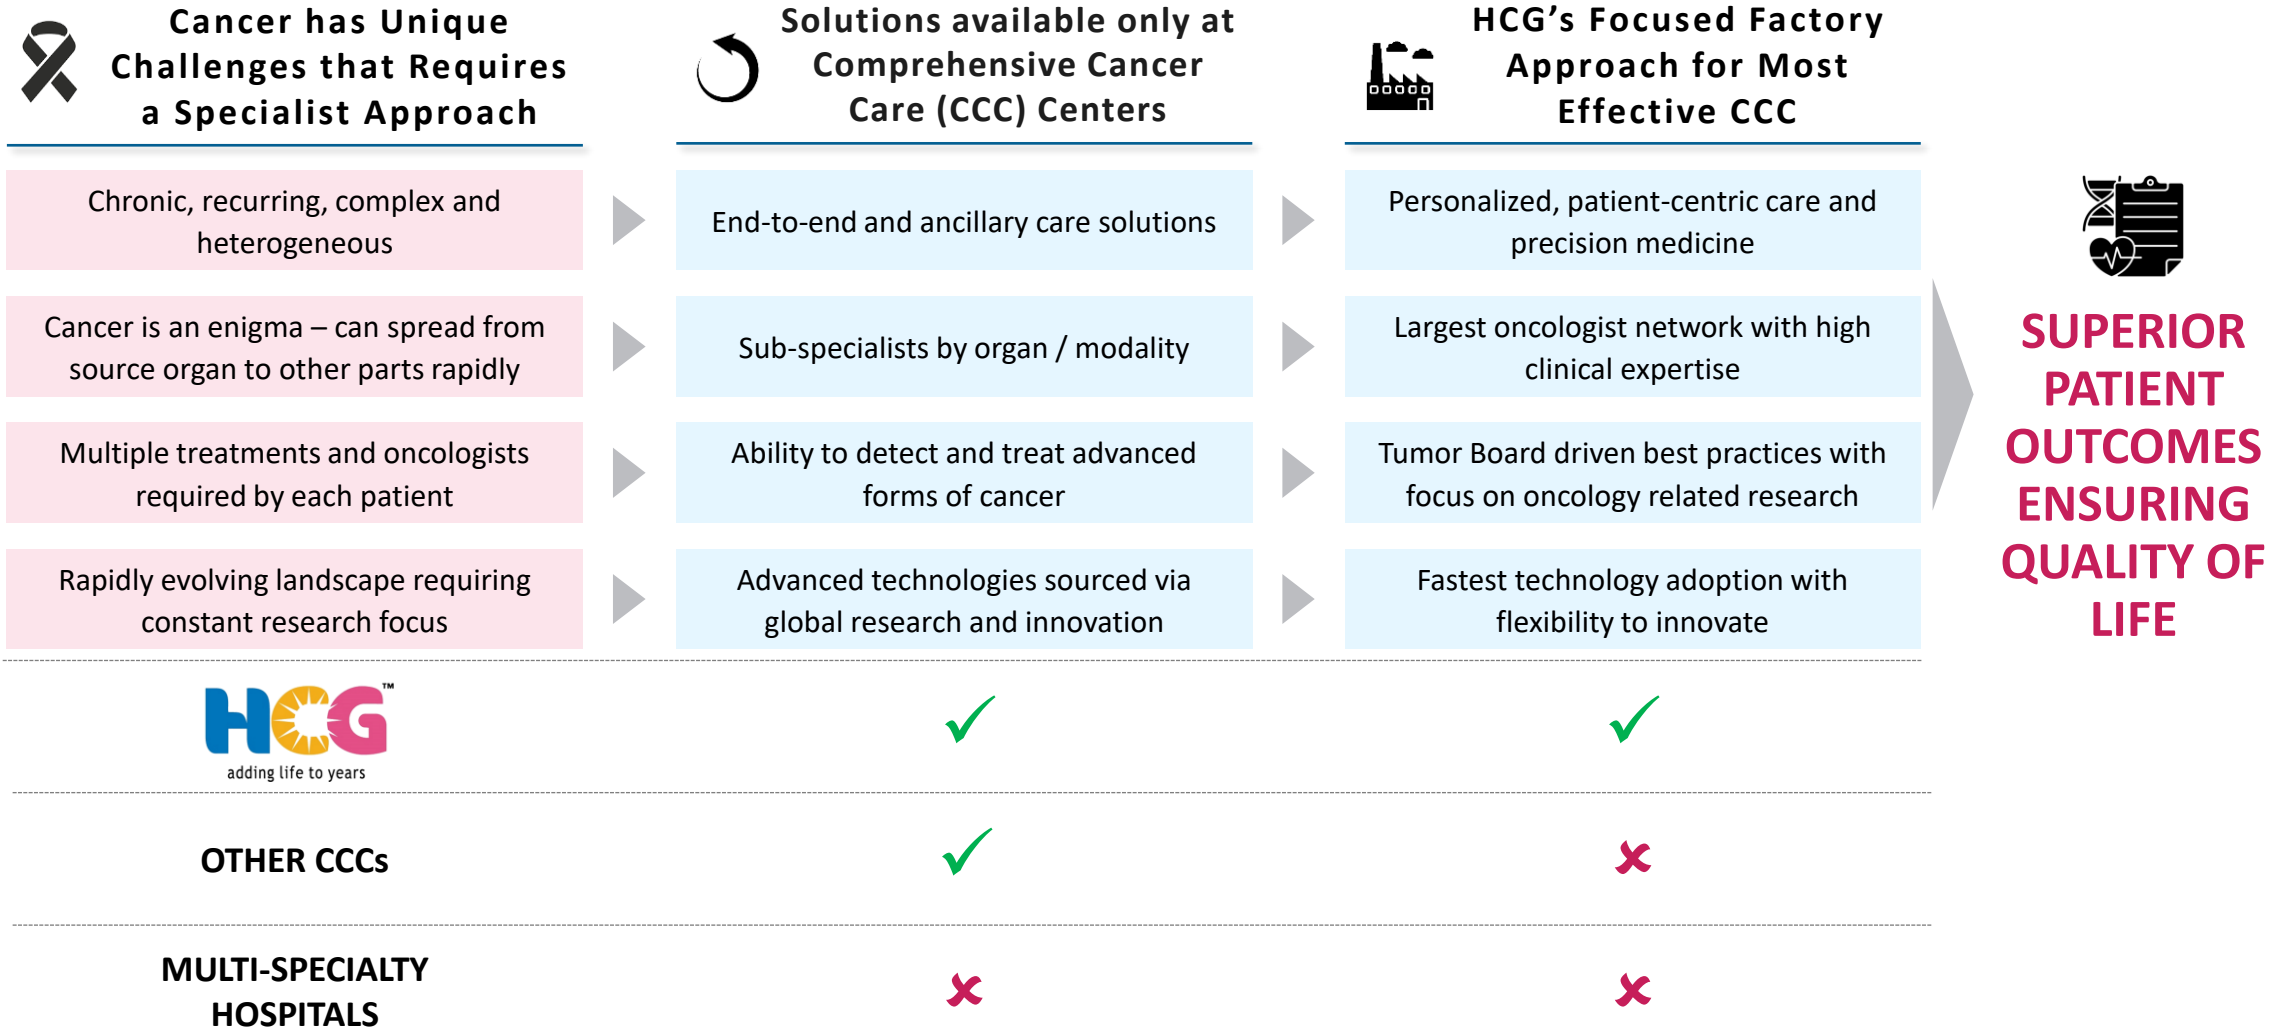 Cancer has Unique
Challenges that Requires
a Specialist Approach
Solutions available only at
Comprehensive Cancer
Care (CCC) Centers
HCG’s Focused Factory
Approach for Most
Effective CCC
Chronic, recurring, complex and
heterogeneous
End-to-end and ancillary care solutions
Personalized, patient-centric care and
precision medicine
Cancer is an enigma – can spread from
source organ to other parts rapidly
Sub-specialists by organ / modality
Largest oncologist network with high
clinical expertise
Multiple treatments and oncologists
required by each patient
Ability to detect and treat advanced
forms of cancer
Tumor Board driven best practices with
focus on oncology related research
Rapidly evolving landscape requiring
constant research focus
Advanced technologies sourced via
global research and innovation
Fastest technology adoption with
flexibility to innovate
SUPERIOR
PATIENT
OUTCOMES
ENSURING
QUALITY OF
LIFE
HCG™
adding life to years
OTHER CCCs
MULTI-SPECIALTY
HOSPITALS